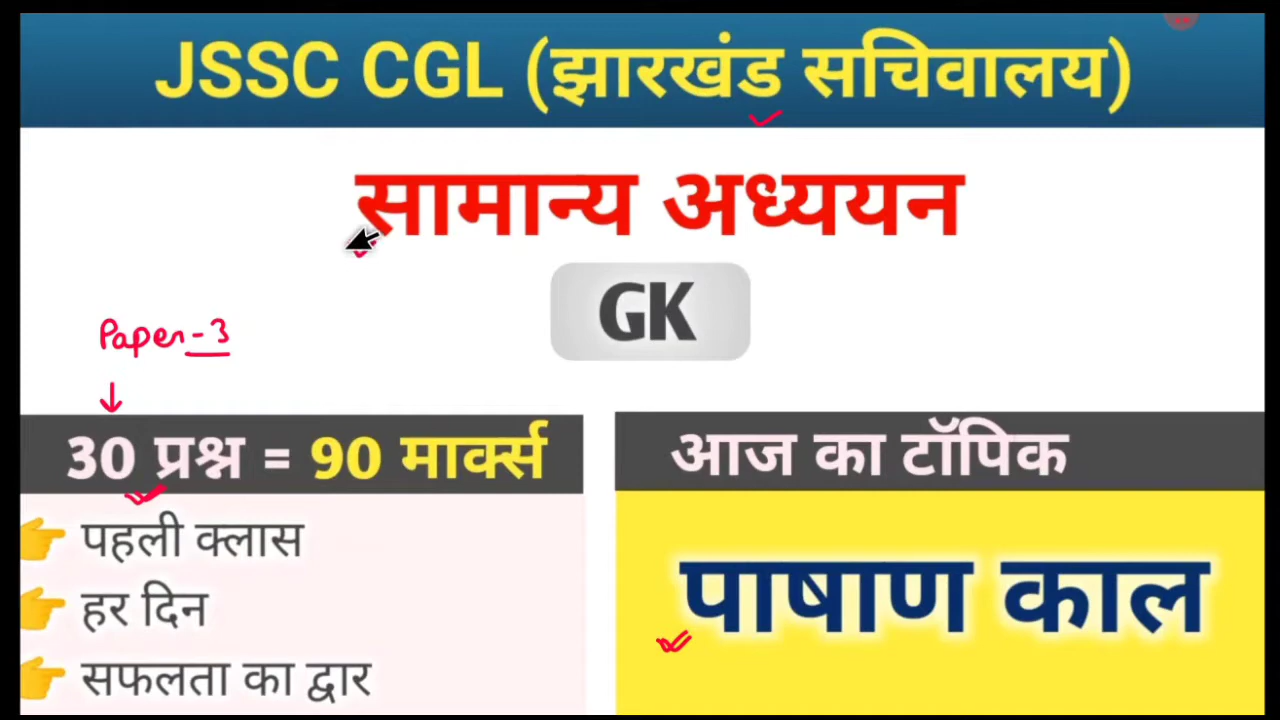 JSSC CGL (झारखंड सचिवालय)
सामान्य अध्ययन
GK
Paper-3
30 प्रश्न = 90 मार्क्स
पहली क्लास
हर दिन
सफलता का द्वार
आज का टॉपिक
पाषाण काल